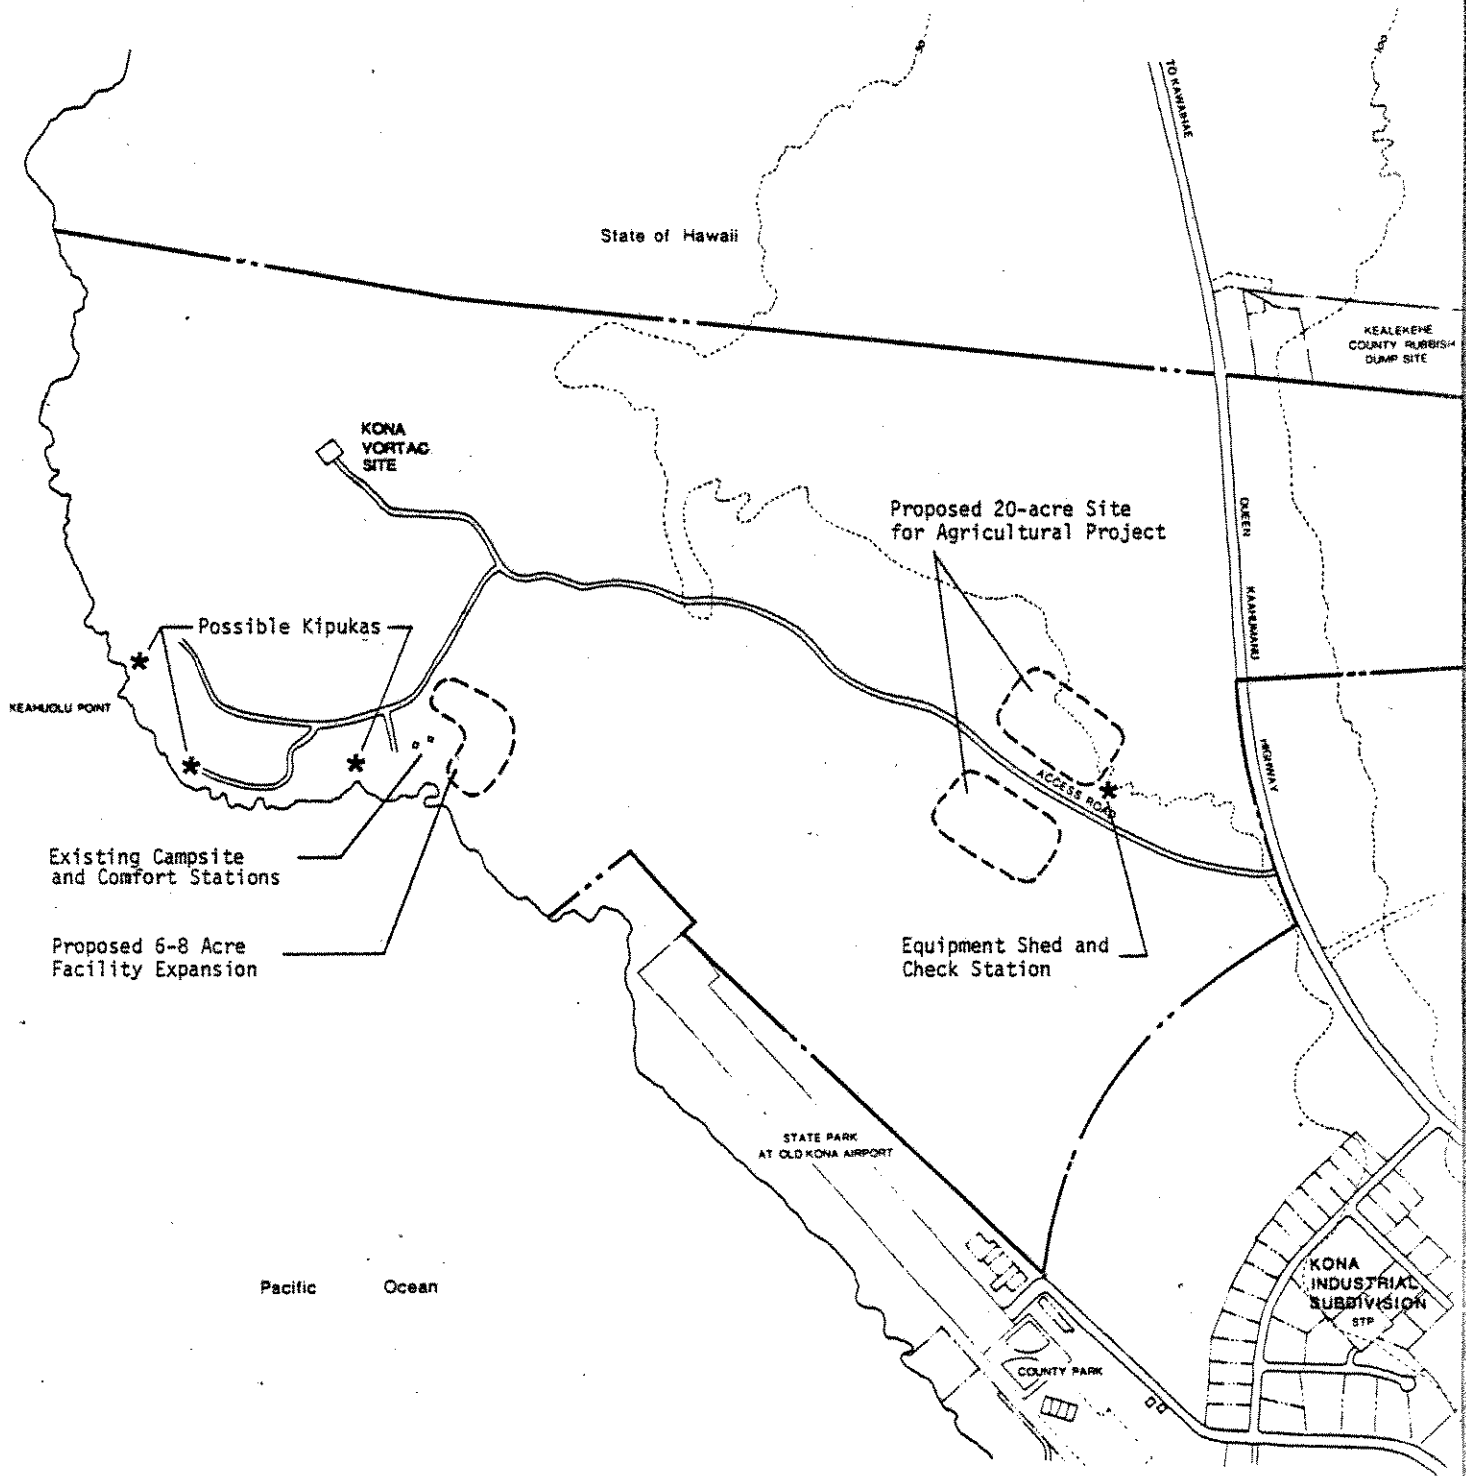 50
100
TO KAWAIHAE
State of Hawaii
KEALEKEHE
COUNTY RUBBISH
DUMP SITE
KONA
VORTAC
SITE
Proposed 20-acre Site
for Agricultural Project
QUEEN
KAAHUMANU
HIGHWAY
Possible Kipukas
KEAHUOLU POINT
ACCESS ROAD
Existing Campsite
and Comfort Stations
Proposed 6-8 Acre
Facility Expansion
Equipment Shed and
Check Station
STATE PARK
AT OLD KONA AIRPORT
Pacific Ocean
KONA
INDUSTRIAL
SUBDIVISION
STP
COUNTY PARK